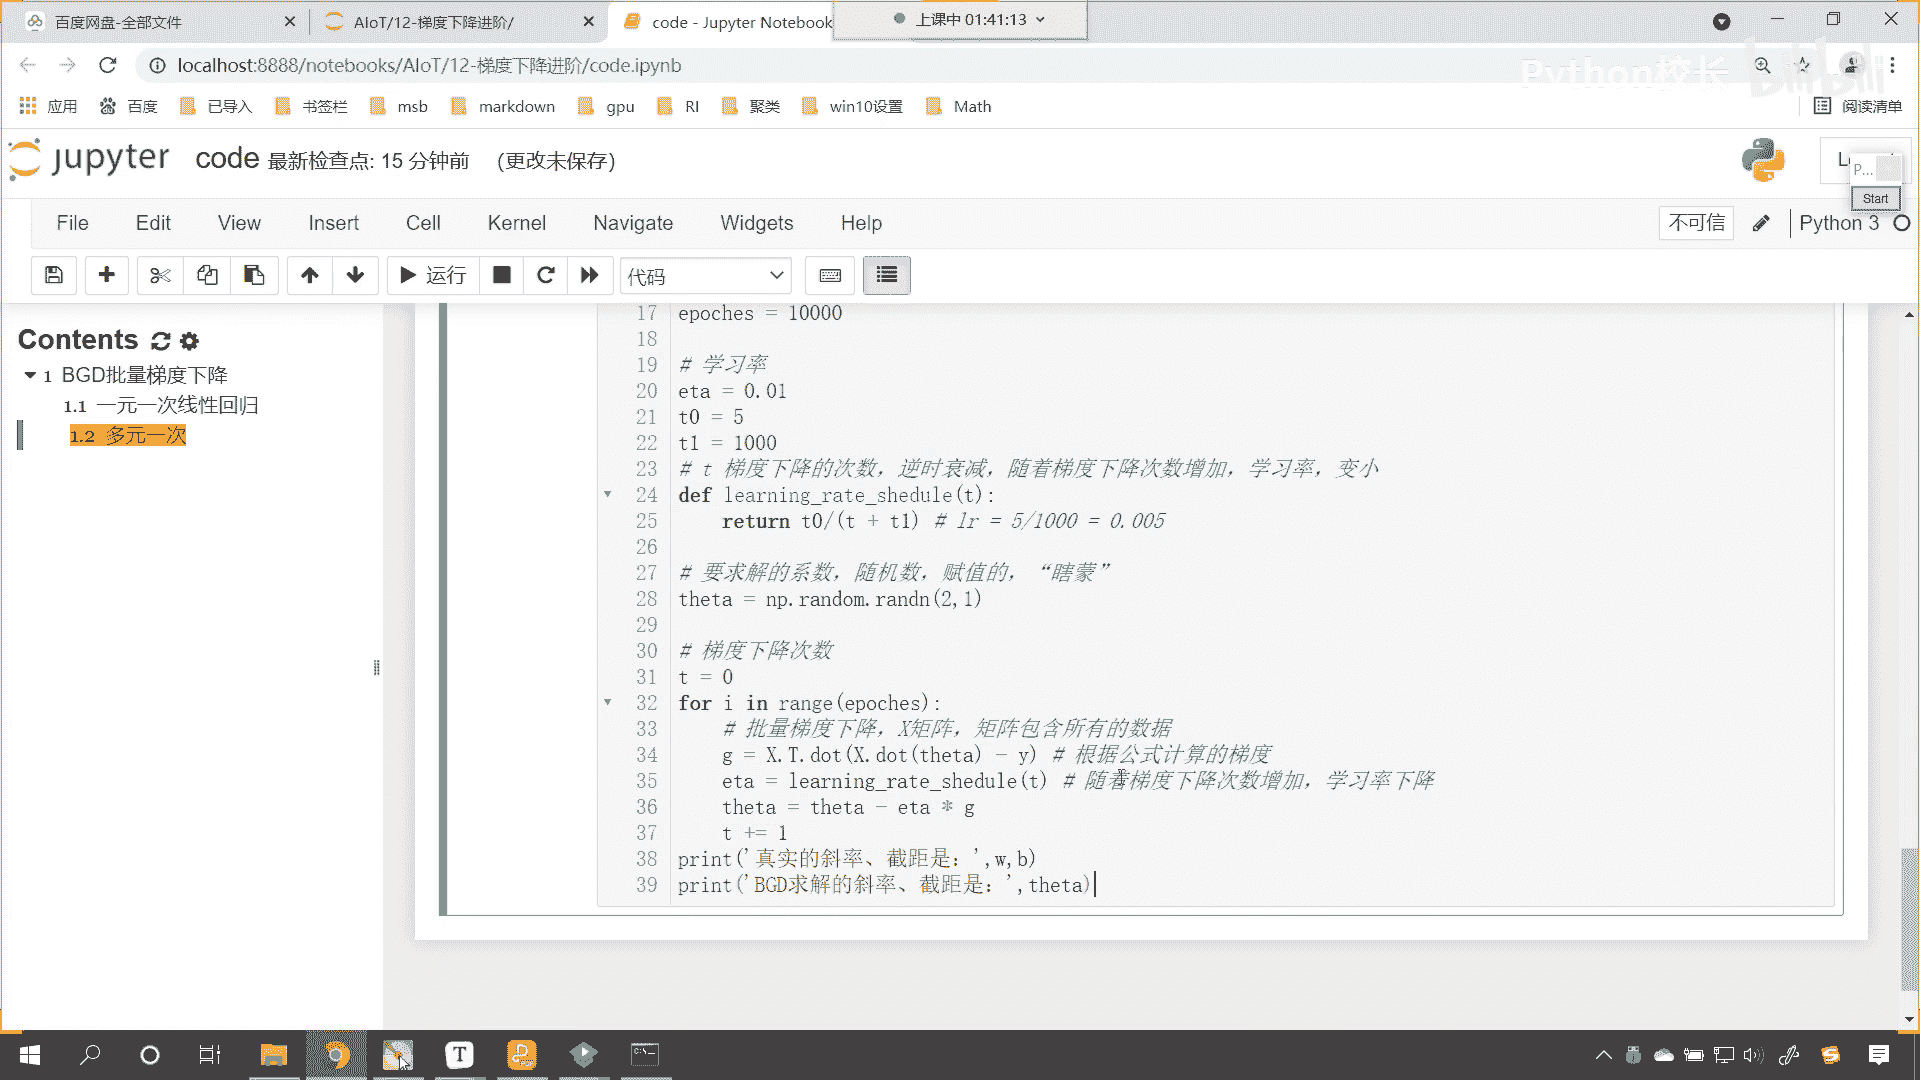 百度网盘-全部文件
AIoT/12-梯度下降进阶/
code - Jupyter Notebook
上课中 01:41:13
localhost:8888/notebooks/AIoT/12-梯度下降进阶/code.ipynb
Python校长
bilibili
应用 百度 已导入 书签栏 msb markdown gpu RI 聚类 win10设置 Math 阅读清单
jupyter code 最新检查点: 15 分钟前 (更改未保存)
P...
Start
File Edit View Insert Cell Kernel Navigate Widgets Help 不可信 Python 3
运行 代码
Contents
1 BGD批量梯度下降
1.1 一元一次线性回归
1.2 多元一次
17 epoches = 10000
18
19 # 学习率
20 eta = 0.01
21 t0 = 5
22 t1 = 1000
23 # t 梯度下降的次数，逆时衰减，随着梯度下降次数增加，学习率，变小
24 def learning_rate_shedule(t):
25     return t0/(t + t1) # lr = 5/1000 = 0.005
26
27 # 要求解的系数，随机数，赋值的，“瞎蒙”
28 theta = np.random.randn(2,1)
29
30 # 梯度下降次数
31 t = 0
32 for i in range(epoches):
33     # 批量梯度下降，X矩阵，矩阵包含所有的数据
34     g = X.T.dot(X.dot(theta) - y) # 根据公式计算的梯度
35     eta = learning_rate_shedule(t) # 随着梯度下降次数增加，学习率下降
36     theta = theta - eta * g
37     t += 1
38 print('真实的斜率、截距是：',w,b)
39 print('BGD求解的斜率、截距是：',theta)